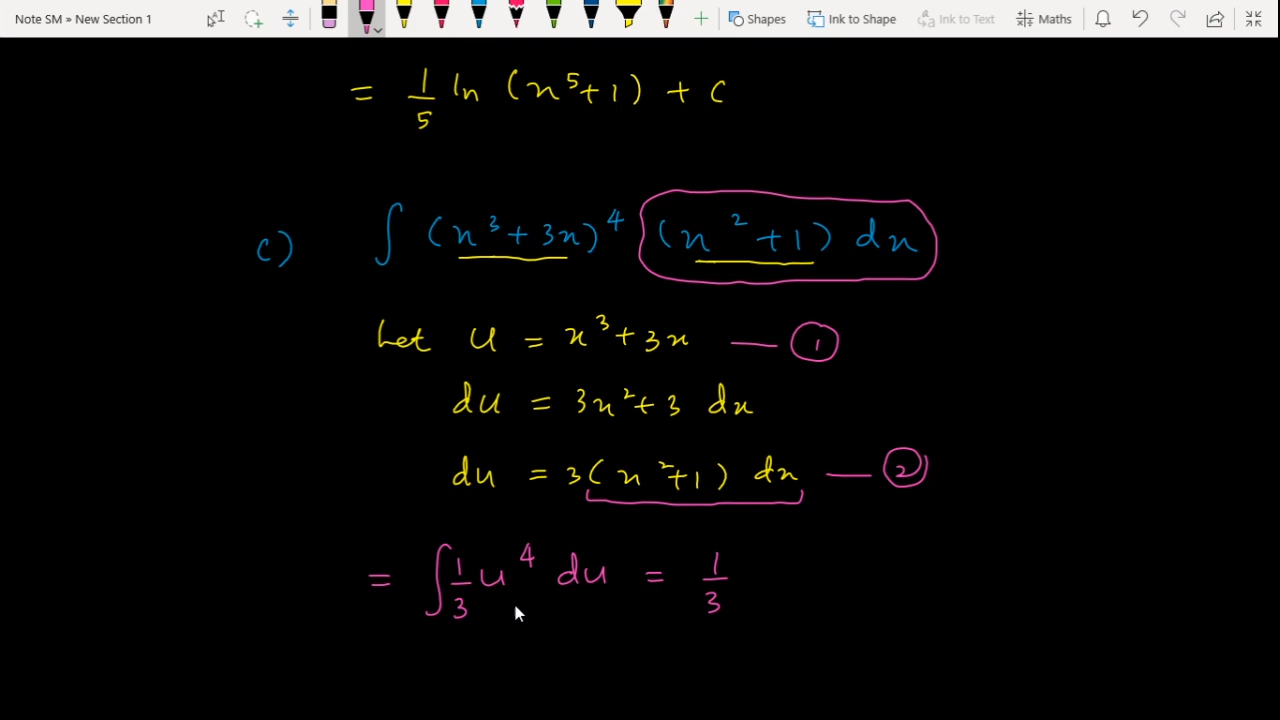 Note SM » New Section 1 Shapes Ink to Shape Ink to Text Maths
= 1/5 ln (x⁵+1) + c
c) ∫ (x³+3x)⁴ (x²+1) dx
Let u = x³+3x — ①
du = 3x²+3 dx
du = 3(x²+1) dx — ②
= ∫ 1/3 u⁴ du = 1/3